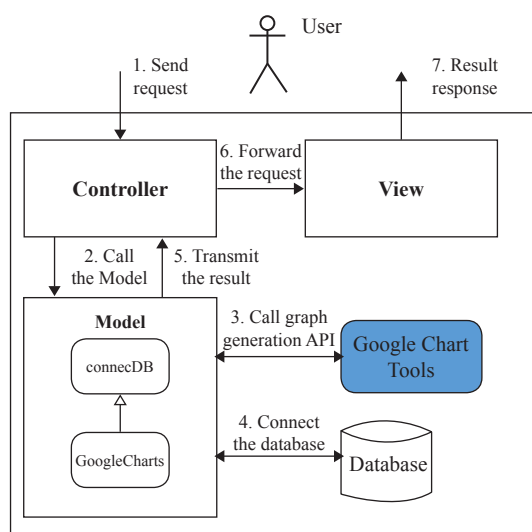 User
1. Send
request
7. Result
response
Controller
6. Forward
the request
View
2. Call
the Model
5. Transmit
the result
Model
connecDB
GoogleCharts
3. Call graph
generation API
Google Chart
Tools
4. Connect
the database
Database